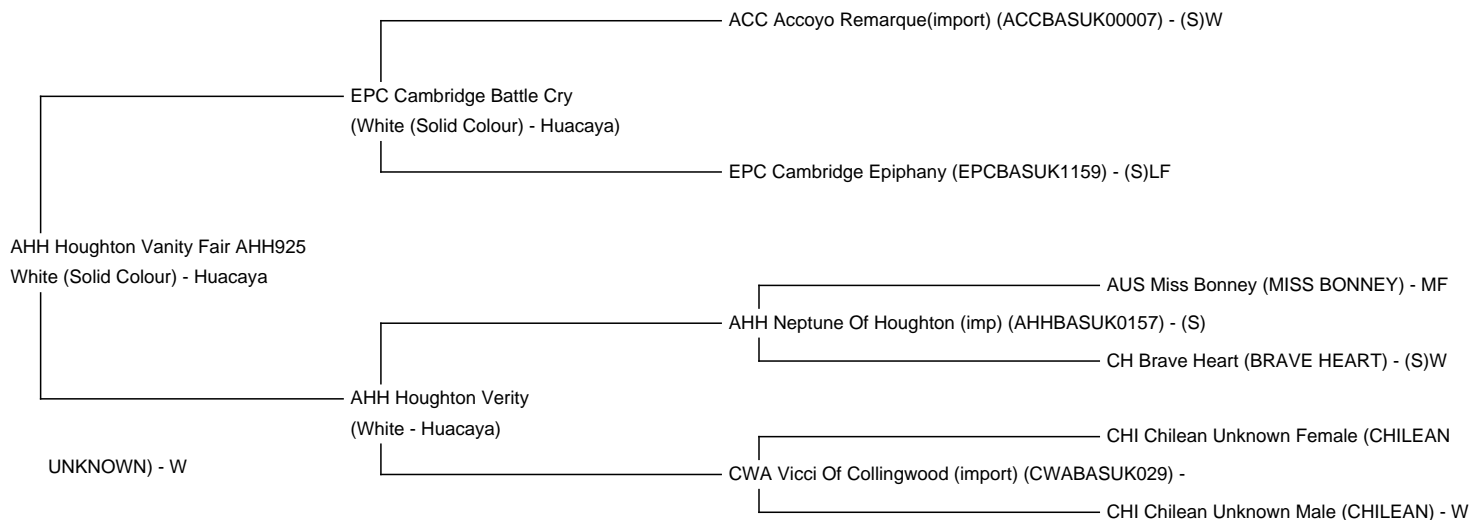 ACC Accoyo Remarque(import) (ACCBASUK00007) - (S)W
EPC Cambridge Battle Cry
(White (Solid Colour) - Huacaya)
EPC Cambridge Epiphany (EPCBASUK1159) - (S)LF
AHH Houghton Vanity Fair AHH925
White (Solid Colour) - Huacaya
AUS Miss Bonney (MISS BONNEY) - MF
AHH Neptune Of Houghton (imp) (AHHBASUK0157) - (S)
CH Brave Heart (BRAVE HEART) - (S)W
AHH Houghton Verity
(White - Huacaya)
CHI Chilean Unknown Female (CHILEAN
UNKNOWN) - W
CWA Vicci Of Collingwood (import) (CWABASUK029) -
CHI Chilean Unknown Male (CHILEAN) - W